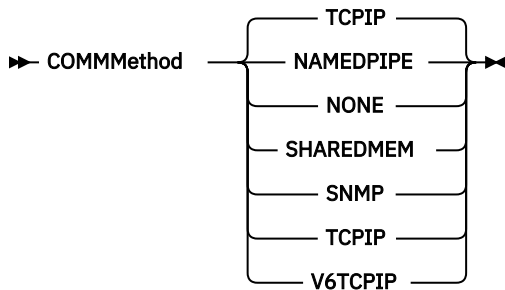 TCPIP
COMMMethod NAMEDPIPE
NONE
SHAREDMEM
SNMP
TCPIP
V6TCPIP